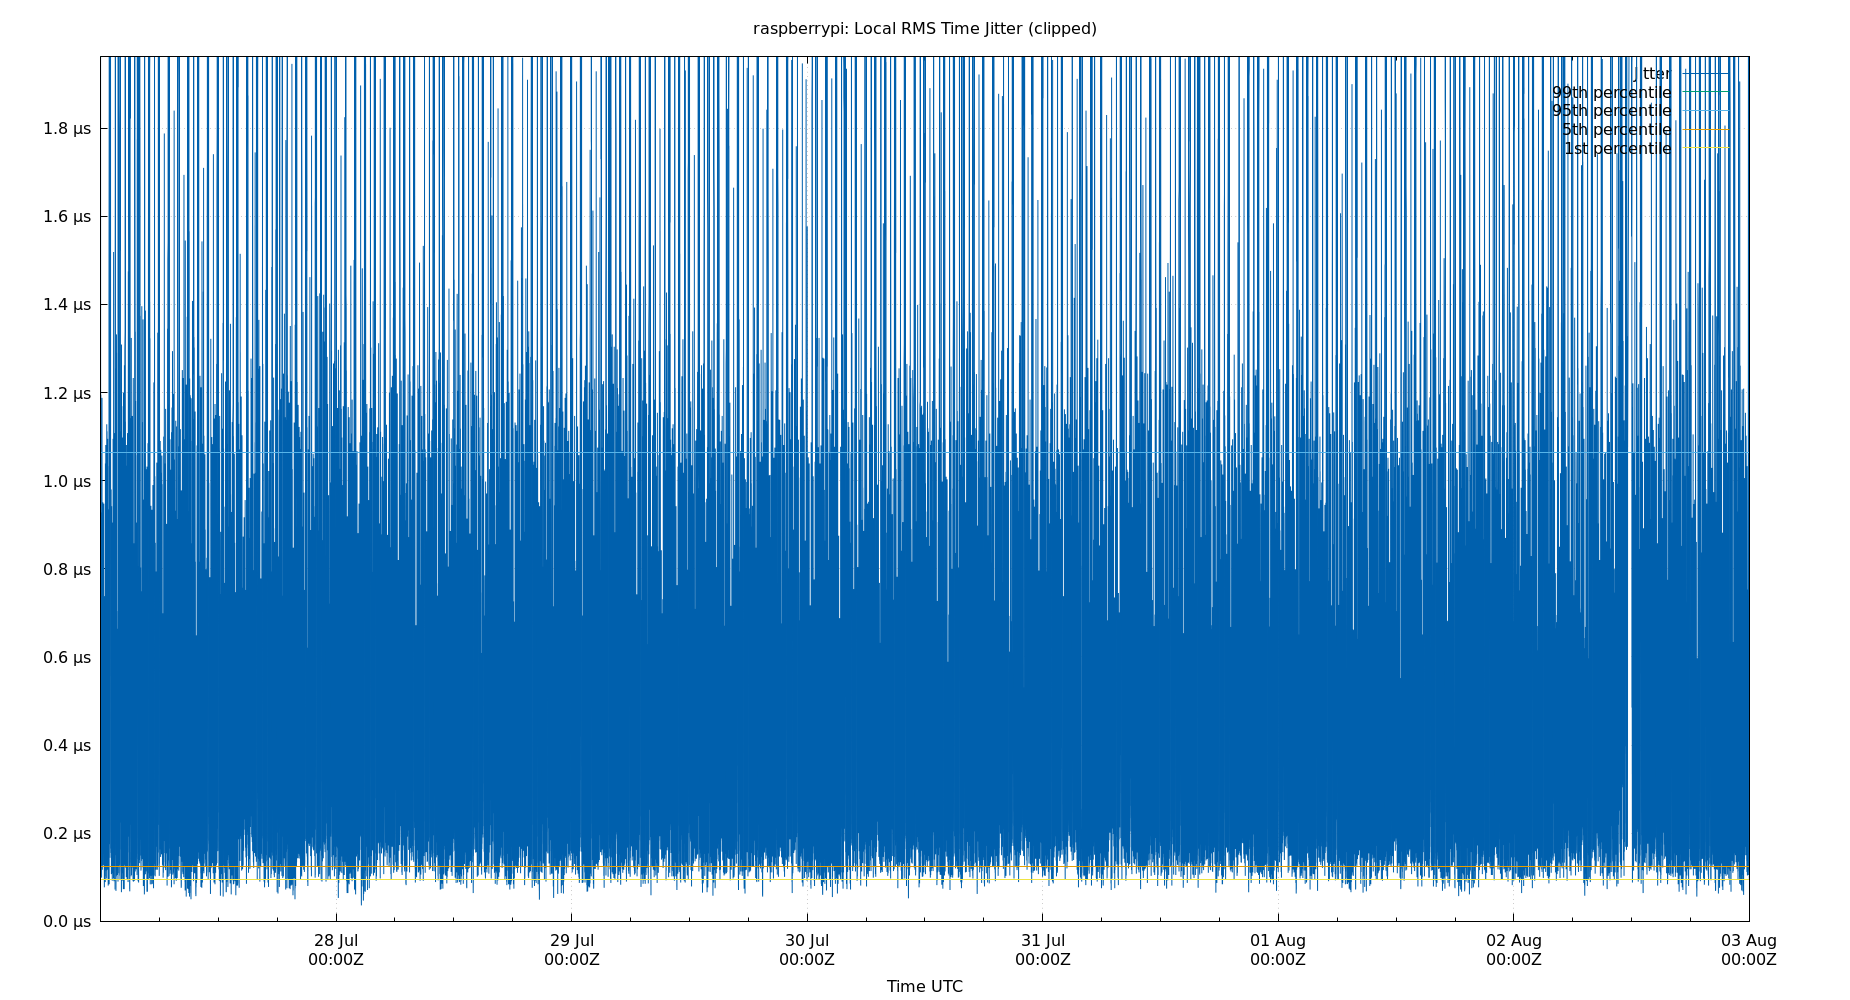 raspberrypi: Local RMS Time Jitter (clipped)
jitter
99th percentile
95th percentile
5th percentile
1st percentile
1.8 µs
1.6 µs
1.4 µs
1.2 µs
1.0 µs
0.8 µs
0.6 µs
0.4 µs
0.2 µs
0.0 µs
28 Jul 29 Jul 30 Jul 31 Jul 01 Aug 02 Aug 03 Aug
00:00Z 00:00Z 00:00Z 00:00Z 00:00Z 00:00Z 00:00Z
Time UTC